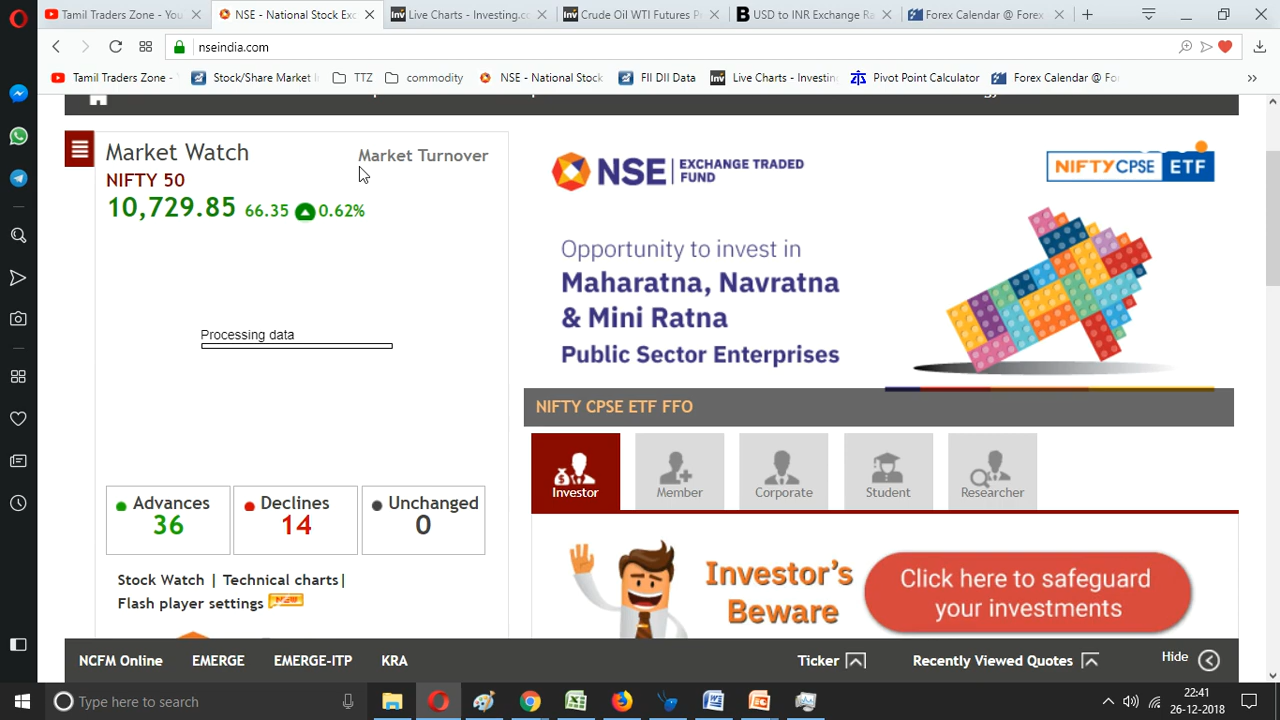 Tamil Traders Zone - You
NSE - National Stock Exc
Live Charts - Investing.co
Crude Oil WTI Futures P
USD to INR Exchange Ra
Forex Calendar @ Forex
nseindia.com
Tamil Traders Zone -
Stock/Share Market
TTZ
commodity
NSE - National Stock
FII DII Data
Live Charts - Investin
Pivot Point Calculator
Forex Calendar @ Fo
Market Watch
Market Turnover
NIFTY 50
10,729.85 66.35 0.62%
Processing data
Advances
36
Declines
14
Unchanged
0
Stock Watch | Technical charts|
Flash player settings NEW
NSE | EXCHANGE TRADED
FUND
NIFTY CPSE ETF
Opportunity to invest in
Maharatna, Navratna
& Mini Ratna
Public Sector Enterprises
NIFTY CPSE ETF FFO
Investor
Member
Corporate
Student
Researcher
Investor's
Beware
Click here to safeguard
your investments
NCFM Online
EMERGE
EMERGE-ITP
KRA
Ticker
Recently Viewed Quotes
Hide
Type here to search
22:41
26-12-2018